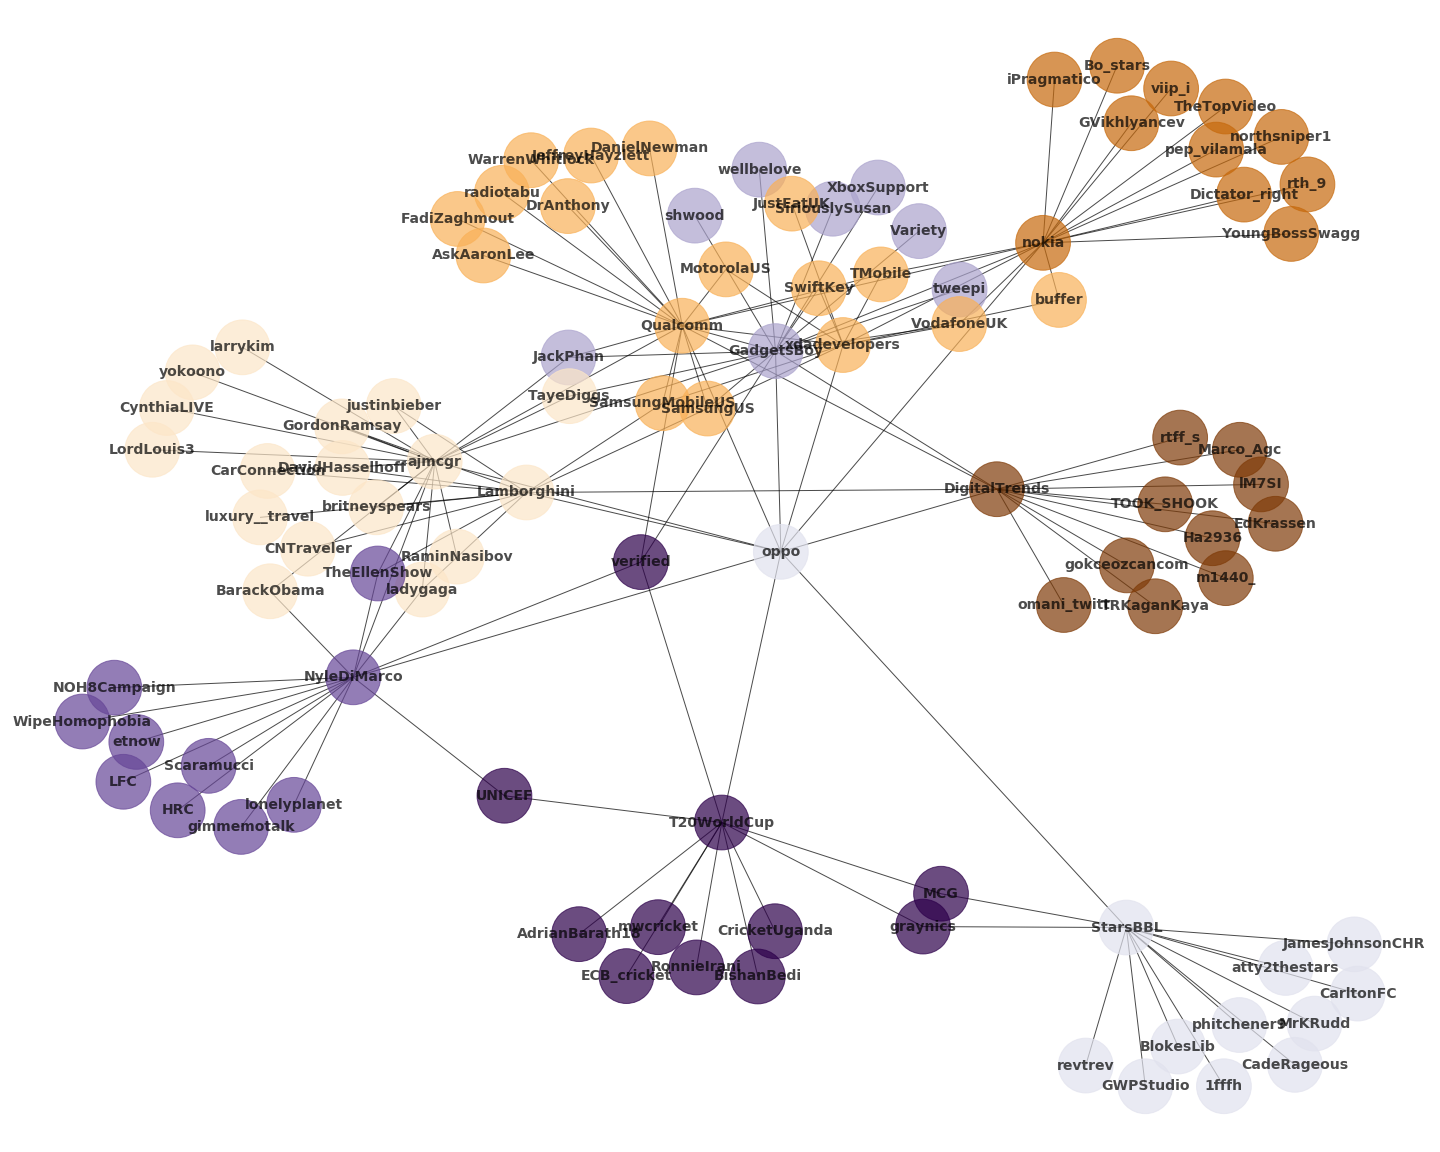 Bo_stars
iPragmatico
viip_i
TheTopVideo
GVikhlyancev
northsniper1
pep_vilamala
DanielNewman
JeffreyHayzlett
WarrenWhitlock
wellbelove
rth_9
XboxSupport
radiotabu
Dictator_right
JustEatUK
DrAnthony
SiriouslySusan
shwood
FadiZaghmout
Variety
YoungBossSwagg
nokia
AskAaronLee
MotorolaUS
TMobile
SwiftKey
tweepi
buffer
VodafoneUK
Qualcomm
xdadevelopers
larrykim
GadgetsBoy
JackPhan
yokoono
TayeDiggs
SamsungMobileUS
justinbieber
CynthiaLIVE
SamsungUS
GordonRamsay
rtff_s
LordLouis3
Marco_Agc
ajmcgr
DavidHasselhoff
CarConnection
lM7SI
DigitalTrends
Lamborghini
TOOK_SHOOK
britneyspears
luxury__travel
EdKrassen
Ha2936
CNTraveler
oppo
RaminNasibov
verified
gokceozcancom
TheEllenShow
m1440_
ladygaga
BarackObama
omani_twitt
TRKaganKaya
NyleDiMarco
NOH8Campaign
WipeHomophobia
etnow
Scaramucci
LFC
UNICEF
lonelyplanet
HRC
T20WorldCup
gimmemotalk
MCG
graynics
mwcricket
StarsBBL
CricketUganda
AdrianBarath18
JamesJohnsonCHR
RonnieIrani
atty2thestars
ECB_cricket
BishanBedi
CarltonFC
phitchener9
MrKRudd
BlokesLib
CadeRageous
revtrev
GWPStudio
1fffh